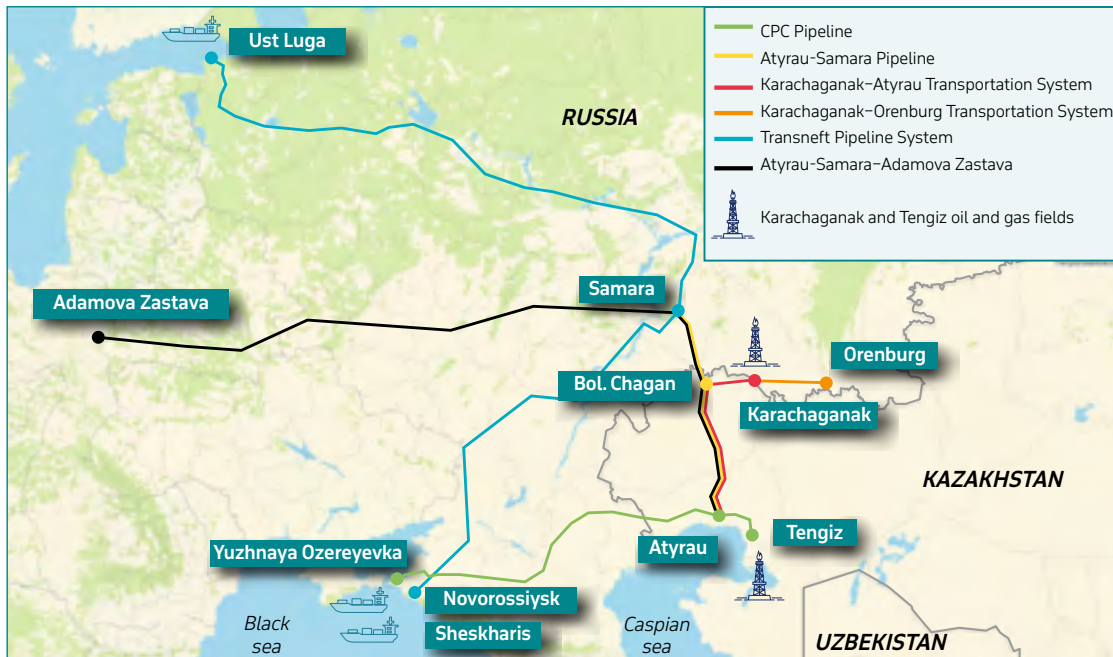 Ust Luga
RUSSIA
CPC Pipeline
Atyrau-Samara Pipeline
Karachaganak–Atyrau Transportation System
Karachaganak–Orenburg Transportation System
Transneft Pipeline System
Atyrau-Samara–Adamova Zastava
Karachaganak and Tengiz oil and gas fields
Adamova Zastava
Samara
Bol. Chagan
Orenburg
Karachaganak
KAZAKHSTAN
Yuzhnaya Ozereyevka
Atyrau
Tengiz
Novorossiysk
Sheskharis
Black
sea
Caspian
sea
UZBEKISTAN